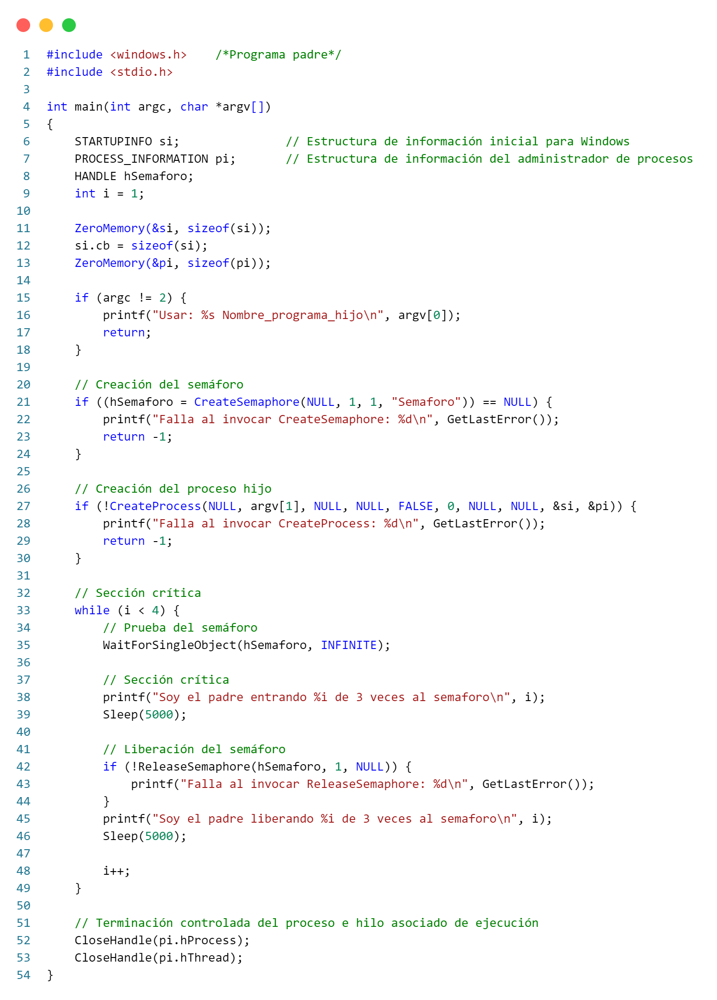 1 #include <windows.h>    /*Programa padre*/
2 #include <stdio.h>
3
4 int main(int argc, char *argv[])
5 {
6     STARTUPINFO si;               // Estructura de información inicial para Windows
7     PROCESS_INFORMATION pi;       // Estructura de información del administrador de procesos
8     HANDLE hSemaforo;
9     int i = 1;
10
11     ZeroMemory(&si, sizeof(si));
12     si.cb = sizeof(si);
13     ZeroMemory(&pi, sizeof(pi));
14
15     if (argc != 2) {
16         printf("Usar: %s Nombre_programa_hijo\n", argv[0]);
17         return;
18     }
19
20     // Creación del semáforo
21     if ((hSemaforo = CreateSemaphore(NULL, 1, 1, "Semaforo")) == NULL) {
22         printf("Falla al invocar CreateSemaphore: %d\n", GetLastError());
23         return -1;
24     }
25
26     // Creación del proceso hijo
27     if (!CreateProcess(NULL, argv[1], NULL, NULL, FALSE, 0, NULL, NULL, &si, &pi)) {
28         printf("Falla al invocar CreateProcess: %d\n", GetLastError());
29         return -1;
30     }
31
32     // Sección crítica
33     while (i < 4) {
34         // Prueba del semáforo
35         WaitForSingleObject(hSemaforo, INFINITE);
36
37         // Sección crítica
38         printf("Soy el padre entrando %i de 3 veces al semaforo\n", i);
39         Sleep(5000);
40
41         // Liberación del semáforo
42         if (!ReleaseSemaphore(hSemaforo, 1, NULL)) {
43             printf("Falla al invocar ReleaseSemaphore: %d\n", GetLastError());
44         }
45         printf("Soy el padre liberando %i de 3 veces al semaforo\n", i);
46         Sleep(5000);
47
48         i++;
49     }
50
51     // Terminación controlada del proceso e hilo asociado de ejecución
52     CloseHandle(pi.hProcess);
53     CloseHandle(pi.hThread);
54 }